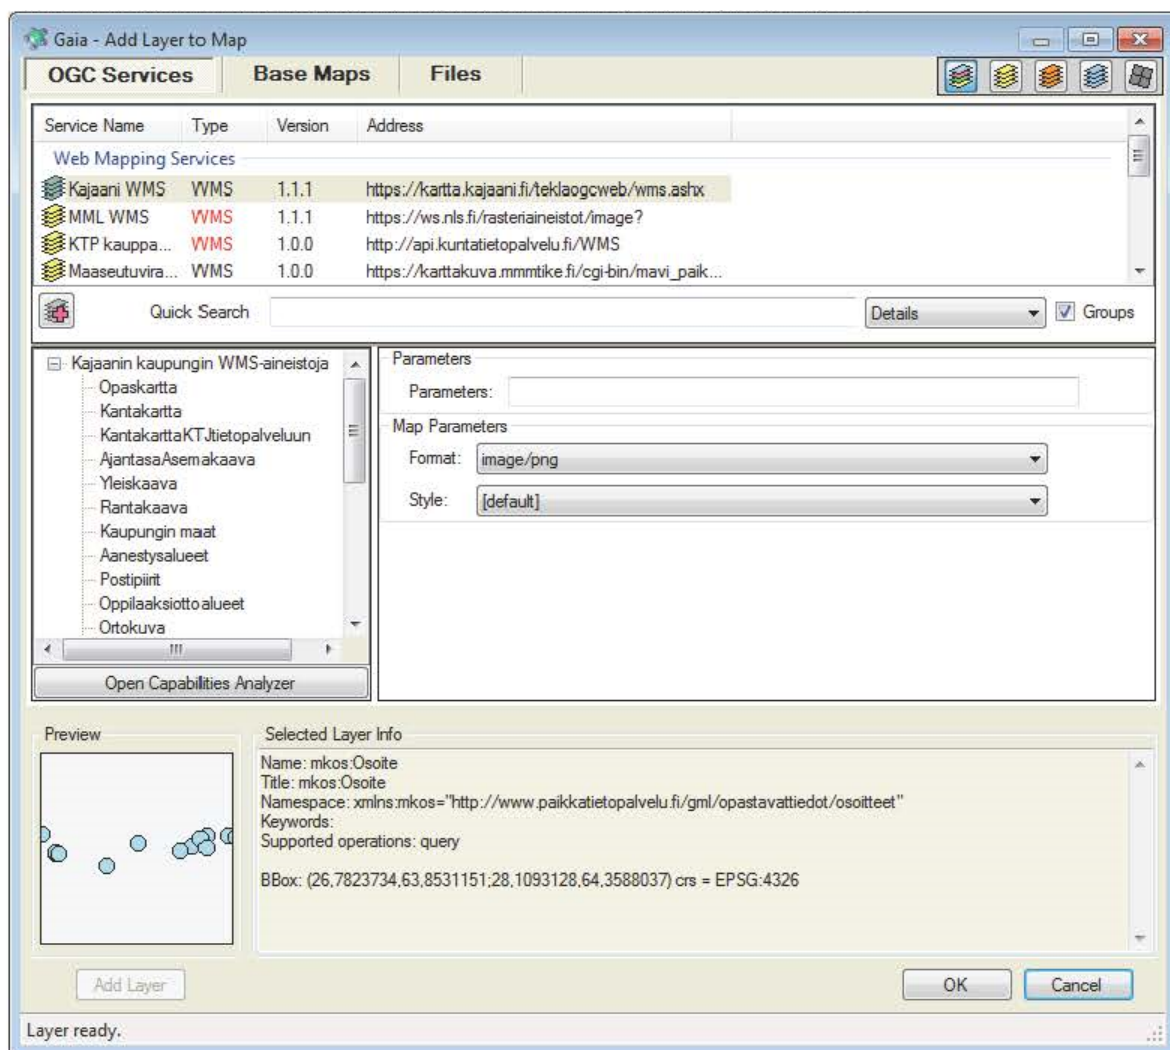 Gaia - Add Layer to Map
OGC Services Base Maps Files
Service Name Type Version Address
Web Mapping Services
Kajaani WMS WMS 1.1.1 https://kartta.kajaani.fi/teklaogcweb/wms.ashx
MML WMS WMS 1.1.1 https://ws.nls.fi/rasteriaineistot/image?
KTP kauppa... WMS 1.0.0 http://api.kuntatietopalvelu.fi/WMS
Maaseutuvira... WMS 1.0.0 https://karttakuva.mmmtike.fi/cgi-bin/mavi_paik...
Quick Search Details Groups
Kajaanin kaupungin WMS-aineistoja
Opaskartta
Kantakartta
KantakarttaKTJtietopalveluun
AjantasaAsemakaava
Yleiskaava
Rantakaava
Kaupungin maat
Aanestysalueet
Postipiirit
Oppilaaksiottoalueet
Ortokuva
Open Capabilities Analyzer
Parameters
Parameters:
Map Parameters
Format: image/png
Style: [default]
Preview
Selected Layer Info
Name: mkos:Osoite
Title: mkos:Osoite
Namespace: xmlns:mkos="http://www.paikkatietopalvelu.fi/gml/opastavattiedot/osoitteet"
Keywords:
Supported operations: query
BBox: (26,7823734,63,8531151;28,1093128,64,3588037) crs = EPSG:4326
Add Layer OK Cancel
Layer ready.